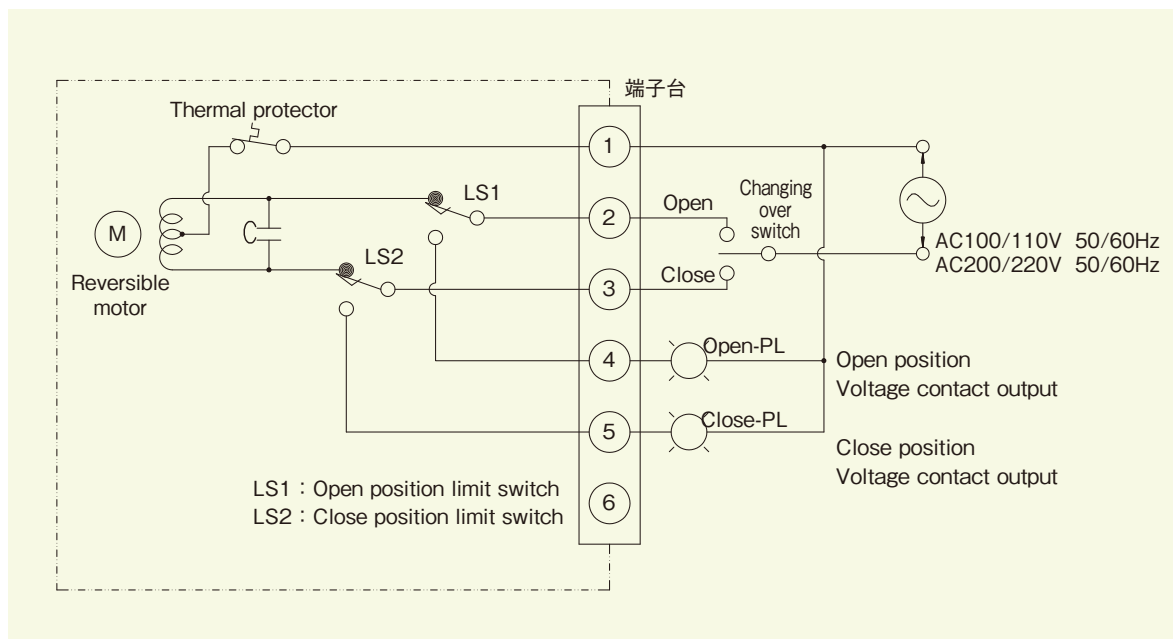 端子台
Thermal protector
1
LS1
2
Open
Changing
over
switch
M
C
LS2
3
Close
AC100/110V 50/60Hz
AC200/220V 50/60Hz
Reversible
motor
4
Open-PL
Open position
Voltage contact output
5
Close-PL
Close position
Voltage contact output
LS1：Open position limit switch
LS2：Close position limit switch
6